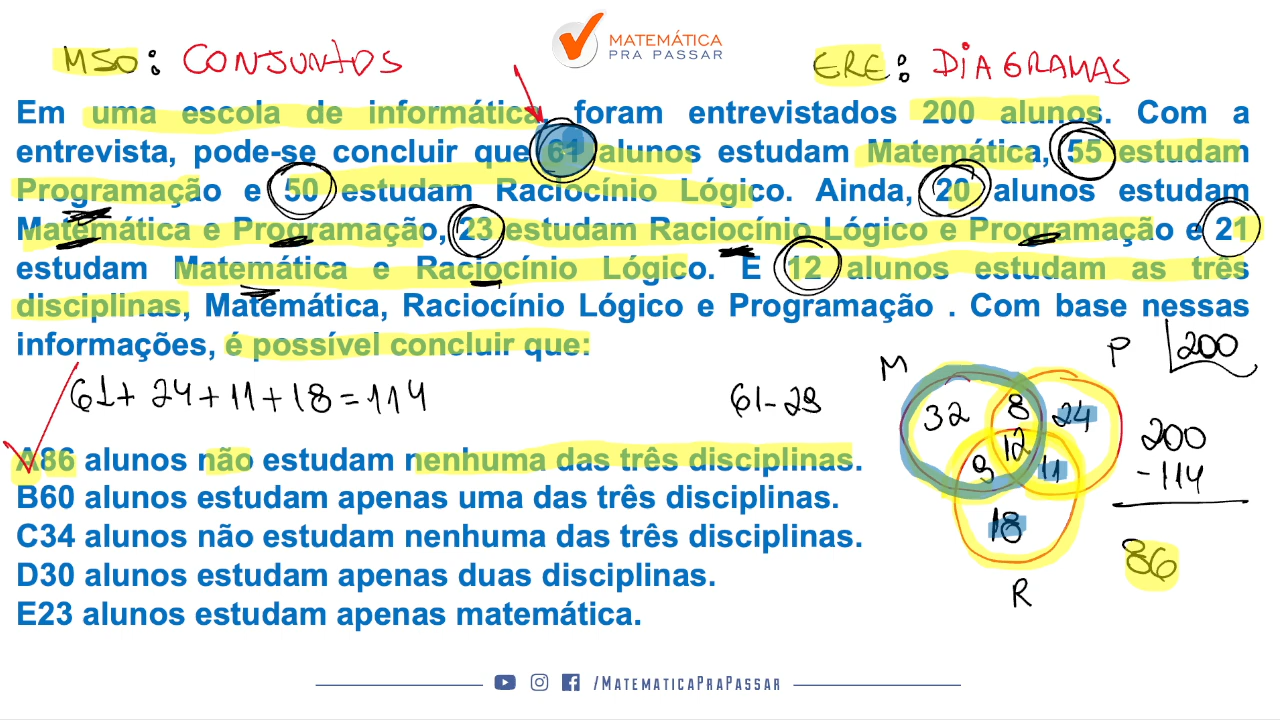 MATEMÁTICA
PRA PASSAR
MSO: CONJUNTOS
ERE: DIAGRAMAS
Em uma escola de informática, foram entrevistados 200 alunos. Com a
entrevista, pode-se concluir que 61 alunos estudam Matemática, 55 estudam
Programação e 50 estudam Raciocínio Lógico. Ainda, 20 alunos estudam
Matemática e Programação, 23 estudam Raciocínio Lógico e Programação e 21
estudam Matemática e Raciocínio Lógico. E 12 alunos estudam as três
disciplinas, Matemática, Raciocínio Lógico e Programação . Com base nessas
informações, é possível concluir que:
61+24+11+18=114
61-29
A86 alunos não estudam nenhuma das três disciplinas.
B60 alunos estudam apenas uma das três disciplinas.
C34 alunos não estudam nenhuma das três disciplinas.
D30 alunos estudam apenas duas disciplinas.
E23 alunos estudam apenas matemática.
M
P
200
32
8
24
12
9
11
18
R
200
-114
86
/MATEMATICAPRAPASSAR